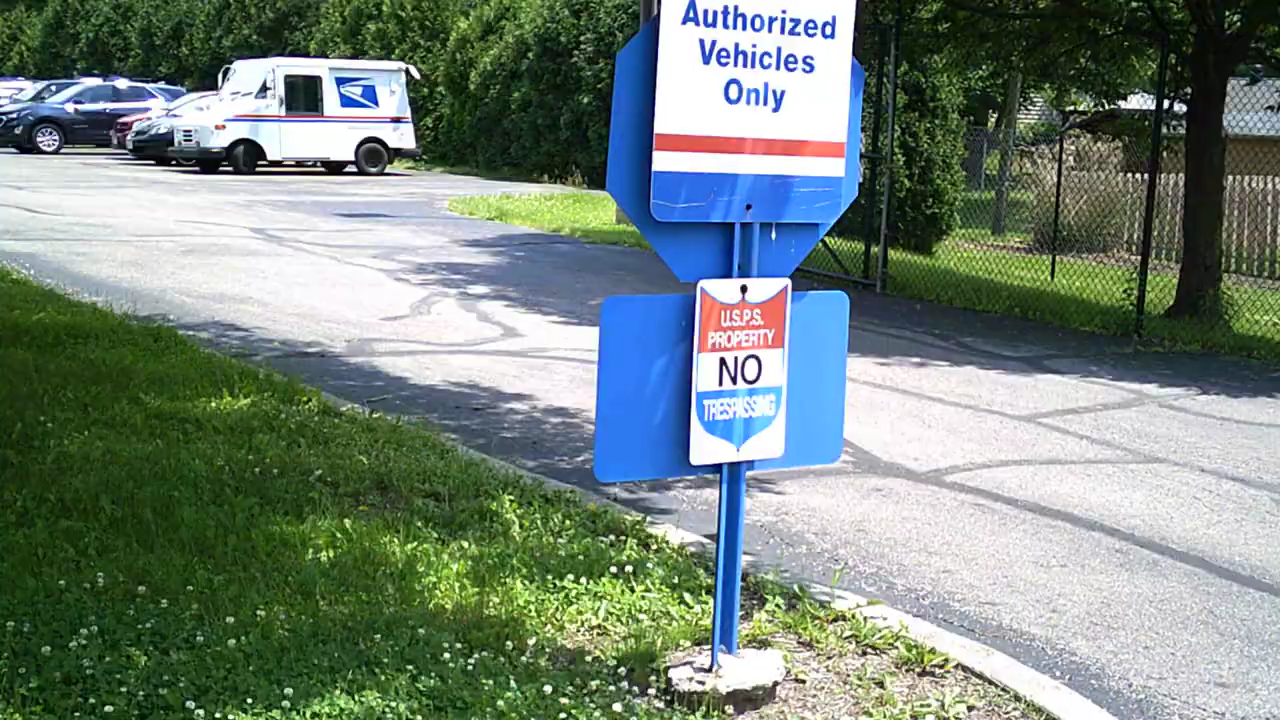 Authorized
Vehicles
Only
U.S.P.S.
PROPERTY
NO
TRESPASSING